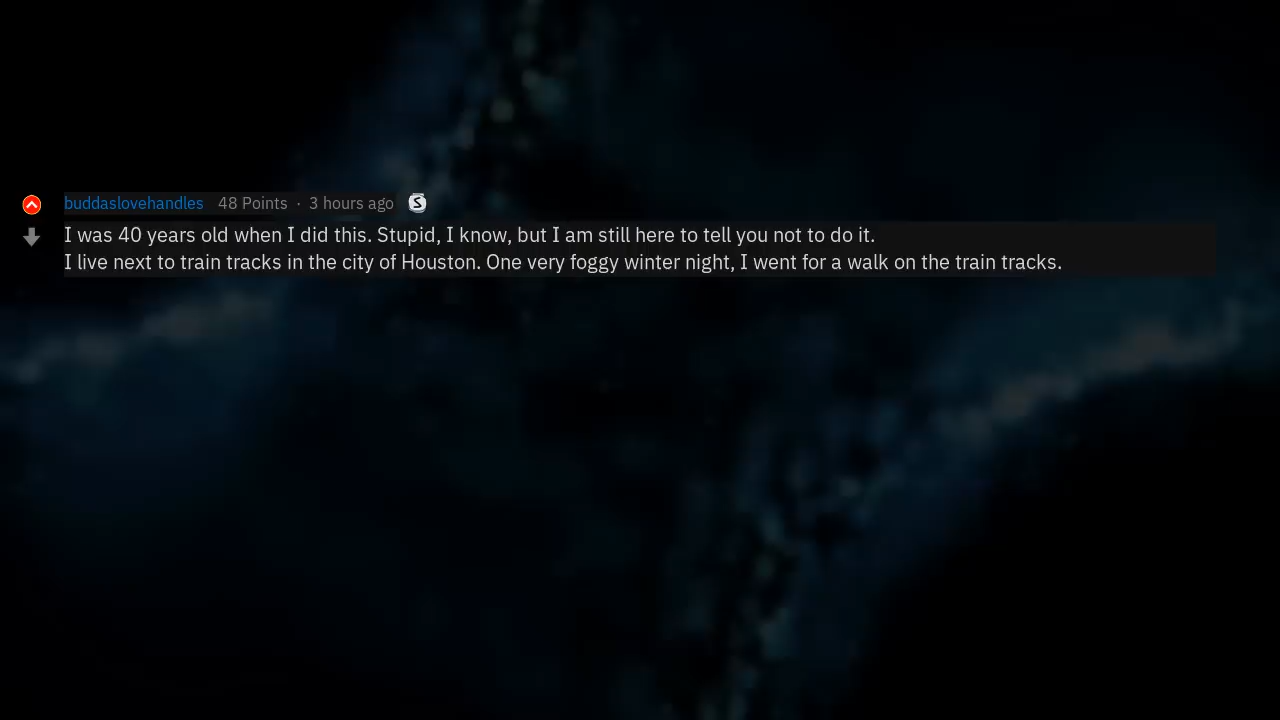 buddaslovehandles 48 Points · 3 hours ago S
I was 40 years old when I did this. Stupid, I know, but I am still here to tell you not to do it.
I live next to train tracks in the city of Houston. One very foggy winter night, I went for a walk on the train tracks.